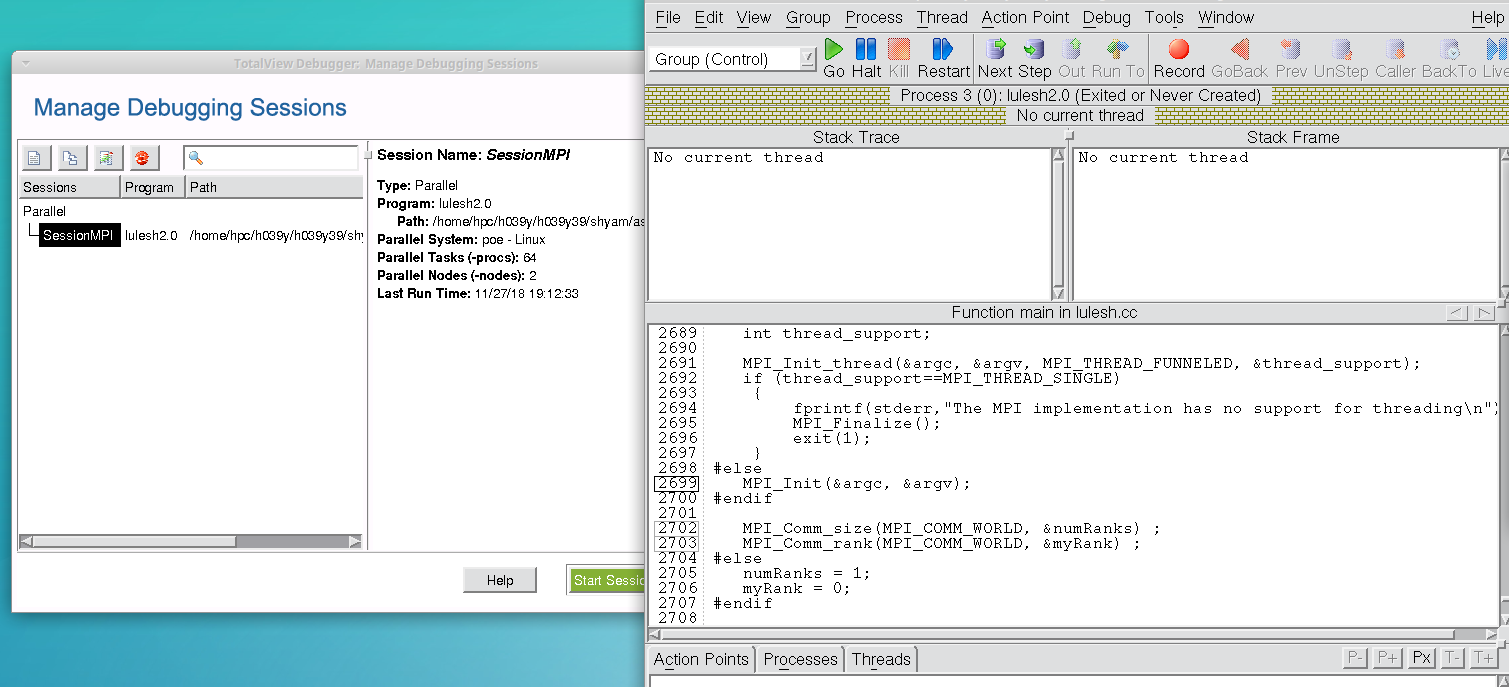 TotalView Debugger: Manage Debugging Sessions
Manage Debugging Sessions
Sessions Program Path
Parallel
SessionMPI lulesh2.0 /home/hpc/h039y/h039y39/shy
Session Name: SessionMPI
Type: Parallel
Program: lulesh2.0
Path: /home/hpc/h039y/h039y39/shyam/as
Parallel System: poe - Linux
Parallel Tasks (-procs): 64
Parallel Nodes (-nodes): 2
Last Run Time: 11/27/18 19:12:33
Help
Start Sessio
File Edit View Group Process Thread Action Point Debug Tools Window Help
Group (Control)
Go Halt Kill Restart Next Step Out Run To Record GoBack Prev UnStep Caller BackTo Live
Process 3 (0): lulesh2.0 (Exited or Never Created)
No current thread
Stack Trace
No current thread
Stack Frame
No current thread
Function main in lulesh.cc
2689 int thread_support;
2690
2691 MPI_Init_thread(&argc, &argv, MPI_THREAD_FUNNELED, &thread_support);
2692 if (thread_support==MPI_THREAD_SINGLE)
2693 {
2694 fprintf(stderr,"The MPI implementation has no support for threading\n")
2695 MPI_Finalize();
2696 exit(1);
2697 }
2698 #else
2699 MPI_Init(&argc, &argv);
2700 #endif
2701
2702 MPI_Comm_size(MPI_COMM_WORLD, &numRanks) ;
2703 MPI_Comm_rank(MPI_COMM_WORLD, &myRank) ;
2704 #else
2705 numRanks = 1;
2706 myRank = 0;
2707 #endif
2708
Action Points Processes Threads P- P+ Px T- T+